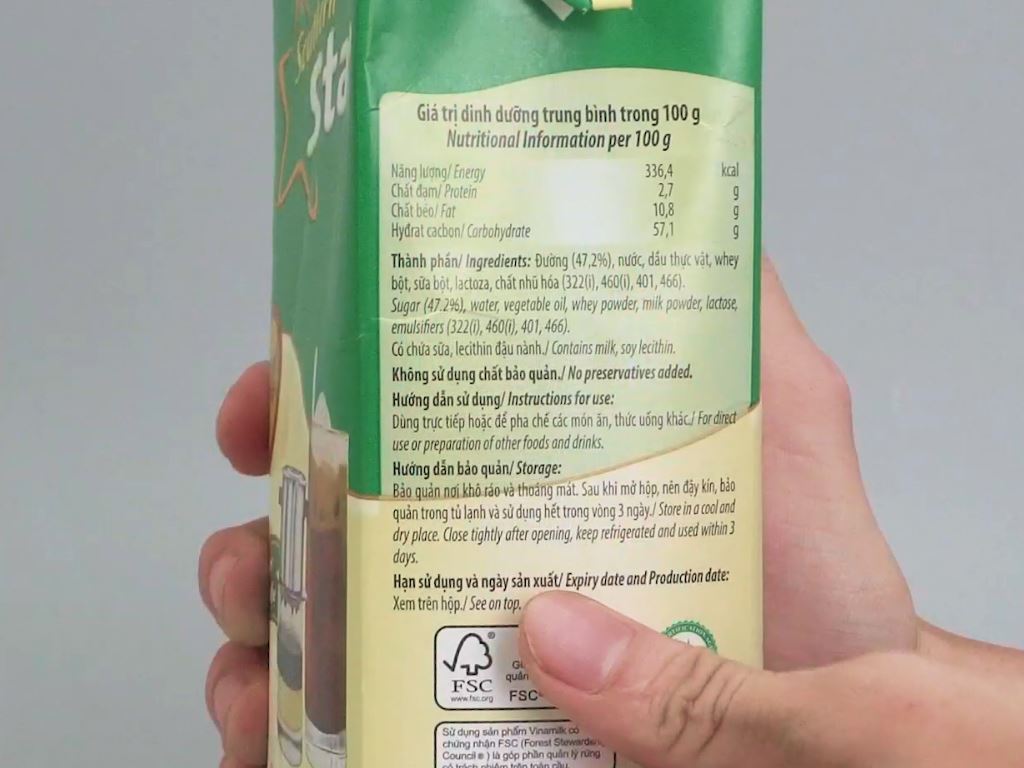 Sta
Giá trị dinh dưỡng trung bình trong 100 g
Nutritional Information per 100 g
Năng lượng/ Energy 336,4 kcal
Chất đạm/ Protein 2,7 g
Chất béo/ Fat 10,8 g
Hyđrat cacbon/ Carbohydrate 57,1 g
Thành phần/ Ingredients: Đường (47,2%), nước, dầu thực vật, whey
bột, sữa bột, lactoza, chất nhũ hóa (322(i), 460(i), 401, 466).
Sugar (47.2%), water, vegetable oil, whey powder, milk powder, lactose,
emulsifiers (322(i), 460(i), 401, 466).
Có chứa sữa, lecithin đậu nành./ Contains milk, soy lecithin.
Không sử dụng chất bảo quản./ No preservatives added.
Hướng dẫn sử dụng/ Instructions for use:
Dùng trực tiếp hoặc để pha chế các món ăn, thức uống khác./ For direct
use or preparation of other foods and drinks.
Hướng dẫn bảo quản/ Storage:
Bảo quản nơi khô ráo và thoáng mát. Sau khi mở hộp, nên đậy kín, bảo
quản trong tủ lạnh và sử dụng hết trong vòng 3 ngày./ Store in a cool and
dry place. Close tightly after opening, keep refrigerated and used within 3
days.
Hạn sử dụng và ngày sản xuất/ Expiry date and Production date:
Xem trên hộp./ See on top.
FSC
www.fsc.org
quản
FSC
Sử dụng sản phẩm Vinamilk có
chứng nhận FSC (Forest Stewardship
Council®) là góp phần quản lý rừng
có trách nhiệm trên toàn cầu.